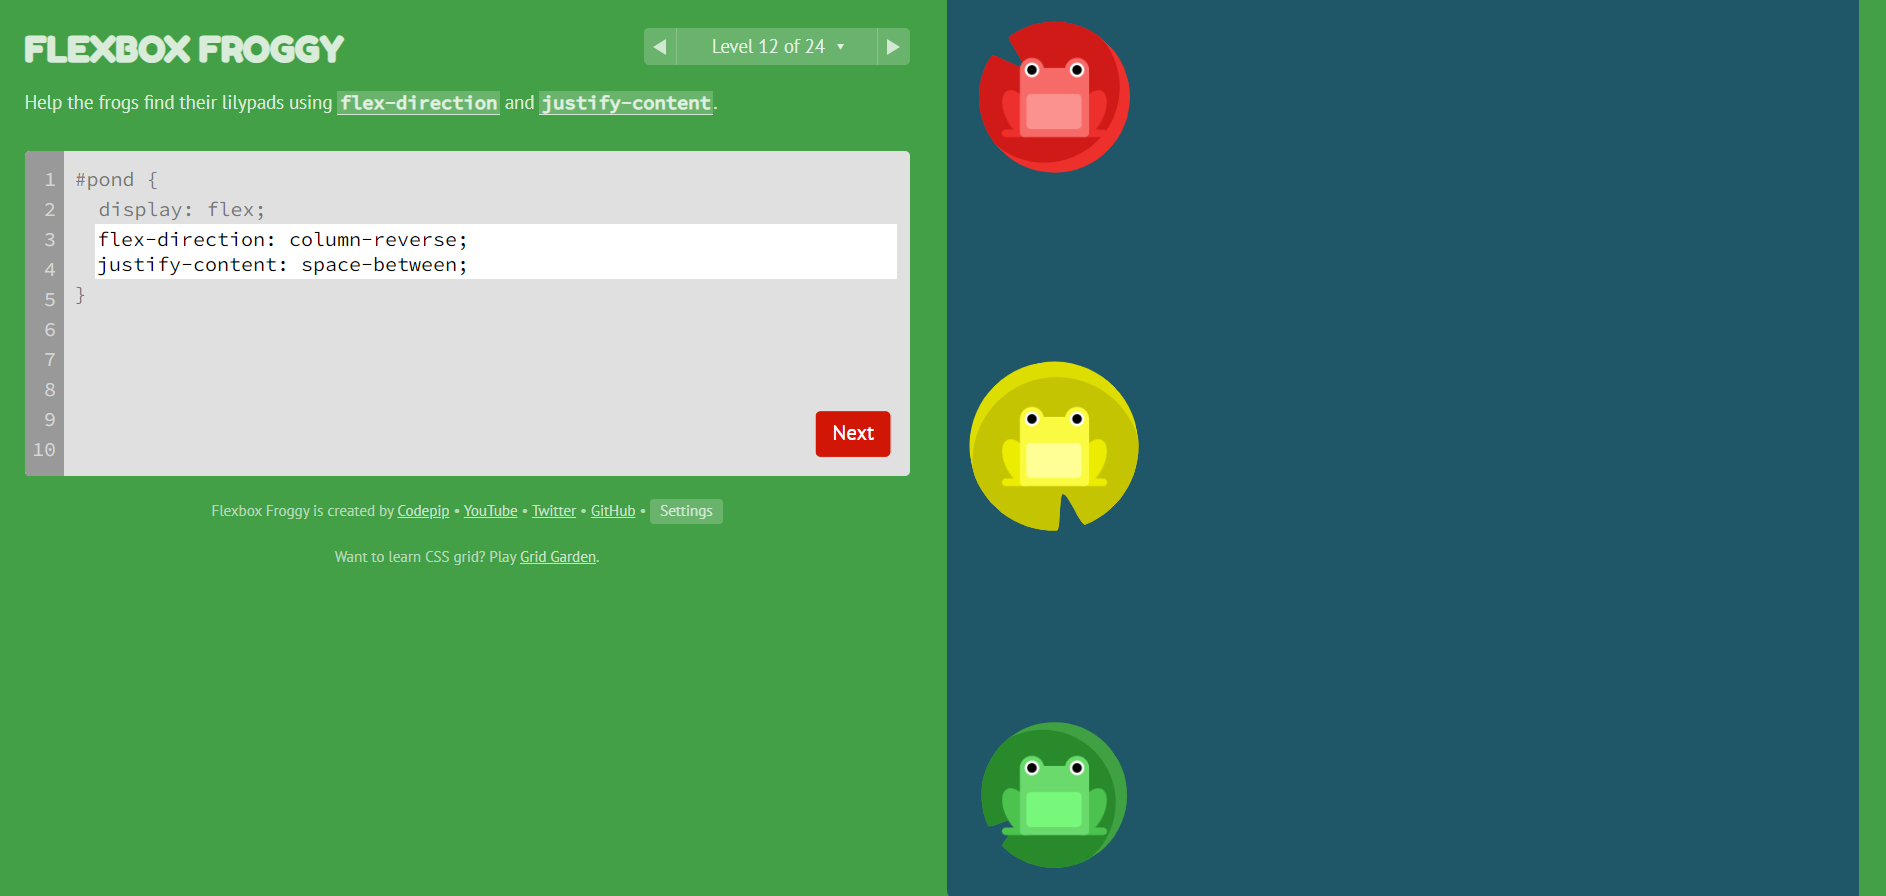 FLEXBOX FROGGY
◀ Level 12 of 24 ▼ ▶
Help the frogs find their lilypads using flex-direction and justify-content.
1 #pond {
2   display: flex;
3   flex-direction: column-reverse;
4   justify-content: space-between;
5 }
6
7
8
9
10
Next
Flexbox Froggy is created by Codepip • YouTube • Twitter • GitHub • Settings
Want to learn CSS grid? Play Grid Garden.